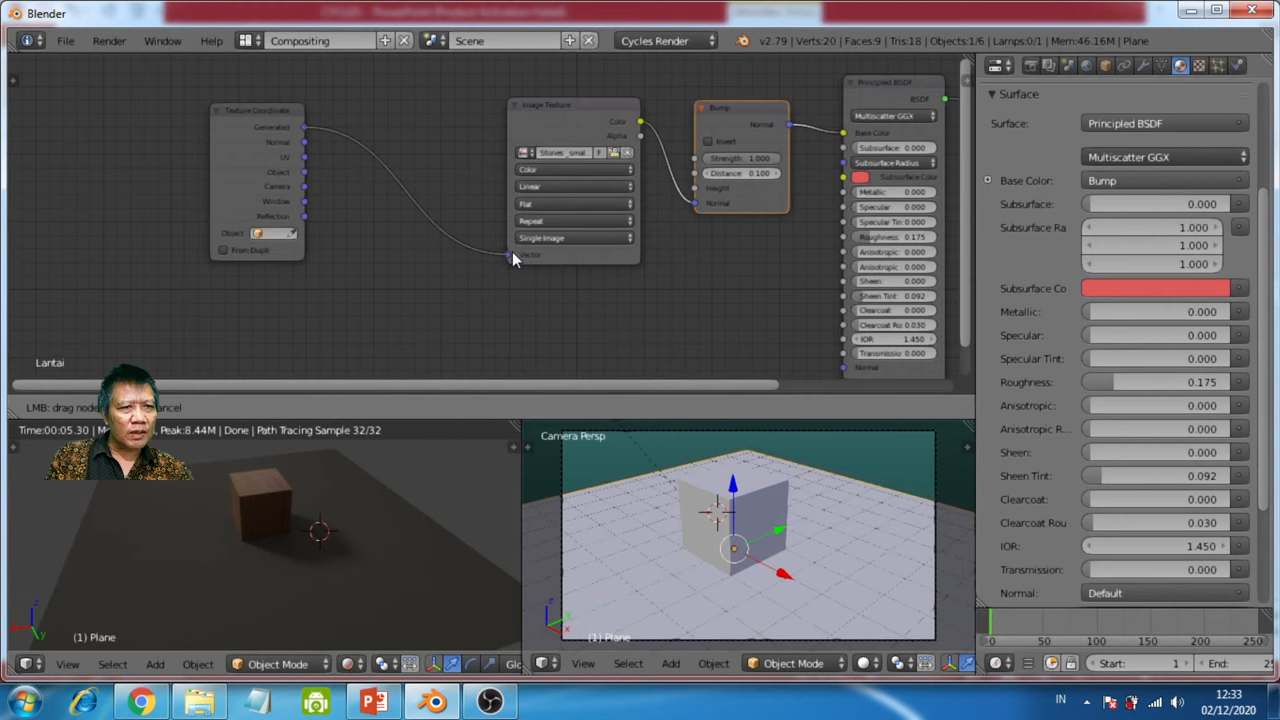 Blender
File Render Window Help Compositing Scene Cycles Render v2.79 | Verts:20 | Faces:9 | Tris:18 | Objects:1/6 | Lamps:0/1 | Mem:46.16M | Plane
Texture Coordinate
Generated
Normal
UV
Object
Camera
Window
Reflection
Object:
From Dupli
Image Texture
Color
Alpha
Stones_smal F
Color
Linear
Flat
Repeat
Single Image
Vector
Bump
Normal
Invert
Strength: 1.000
Distance: 0.100
Height
Normal
Principled BSDF
BSDF
Multiscatter GGX
Base Color
Subsurface: 0.000
Subsurface Radius
Subsurface Color
Metallic: 0.000
Specular: 0.000
Specular Tin: 0.000
Roughness: 0.175
Anisotropic: 0.000
Anisotropic: 0.000
Sheen: 0.000
Sheen Tint: 0.092
Clearcoat: 0.000
Clearcoat Ro: 0.030
IOR: 1.450
Transmissio: 0.000
Normal
Lantai
Surface
Surface: Principled BSDF
Multiscatter GGX
Base Color: Bump
Subsurface: 0.000
Subsurface Ra 1.000
1.000
1.000
Subsurface Co
Metallic: 0.000
Specular: 0.000
Specular Tint: 0.000
Roughness: 0.175
Anisotropic: 0.000
Anisotropic R... 0.000
Sheen: 0.000
Sheen Tint: 0.092
Clearcoat: 0.000
Clearcoat Rou 0.030
IOR: 1.450
Transmission: 0.000
Normal: Default
LMB: drag node
Time:00:05.30 | Peak:8.44M | Done | Path Tracing Sample 32/32
(1) Plane
View Select Add Object Object Mode
Camera Persp
(1) Plane
View Select Add Object Object Mode
0 50 100 150 200 250
Start: 1 End:
IN 12:33
02/12/2020